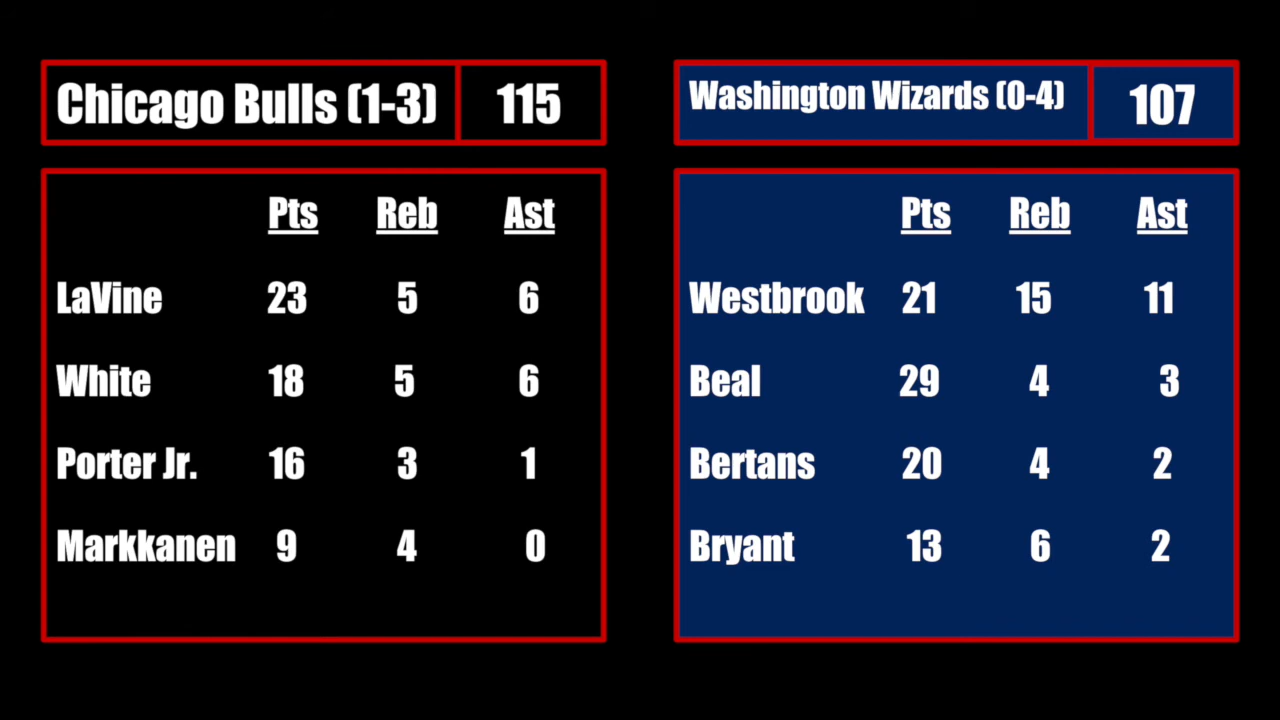 Chicago Bulls (1-3) 115
Pts Reb Ast
LaVine 23 5 6
White 18 5 6
Porter Jr. 16 3 1
Markkanen 9 4 0
Washington Wizards (0-4) 107
Pts Reb Ast
Westbrook 21 15 11
Beal 29 4 3
Bertans 20 4 2
Bryant 13 6 2